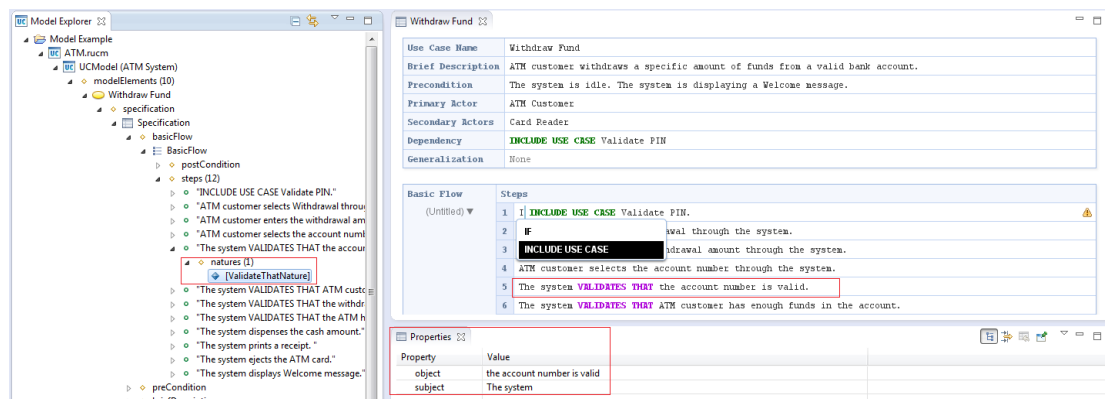 Model Explorer
Model Example
ATM.rucm
UCModel (ATM System)
modelElements (10)
Withdraw Fund
specification
Specification
basicFlow
BasicFlow
postCondition
steps (12)
"INCLUDE USE CASE Validate PIN."
"ATM customer selects Withdrawal throu
"ATM customer enters the withdrawal am
"ATM customer selects the account numl
"The system VALIDATES THAT the accour
natures (1)
[ValidateThatNature]
"The system VALIDATES THAT ATM custo
"The system VALIDATES THAT the withdr
"The system VALIDATES THAT the ATM h
"The system dispenses the cash amount."
"The system prints a receipt. "
"The system ejects the ATM card."
"The system displays Welcome message."
preCondition
Withdraw Fund
Use Case Name Withdraw Fund
Brief Description ATM customer withdraws a specific amount of funds from a valid bank account.
Precondition The system is idle. The system is displaying a Welcome message.
Primary Actor ATM Customer
Secondary Actors Card Reader
Dependency INCLUDE USE CASE Validate PIN
Generalization None
Basic Flow Steps
(Untitled) ▼ 1 I INCLUDE USE CASE Validate PIN.
2 IF awal through the system.
3 INCLUDE USE CASE hdrawal amount through the system.
4 ATM customer selects the account number through the system.
5 The system VALIDATES THAT the account number is valid.
6 The system VALIDATES THAT ATM customer has enough funds in the account.
Properties
Property Value
object the account number is valid
subject The system